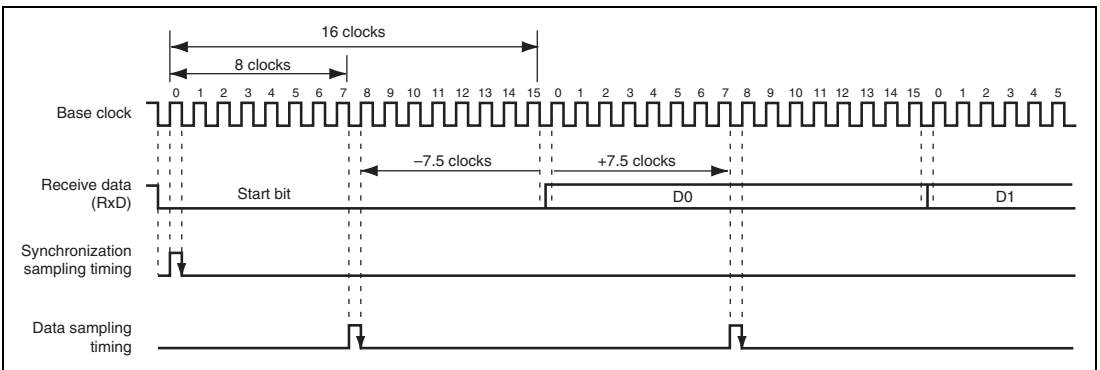 16 clocks
8 clocks
0 1 2 3 4 5 6 7 8 9 10 11 12 13 14 15 0 1 2 3 4 5 6 7 8 9 10 11 12 13 14 15 0 1 2 3 4 5
Base clock
–7.5 clocks +7.5 clocks
Receive data
(RxD)
Start bit D0 D1
Synchronization
sampling timing
Data sampling
timing